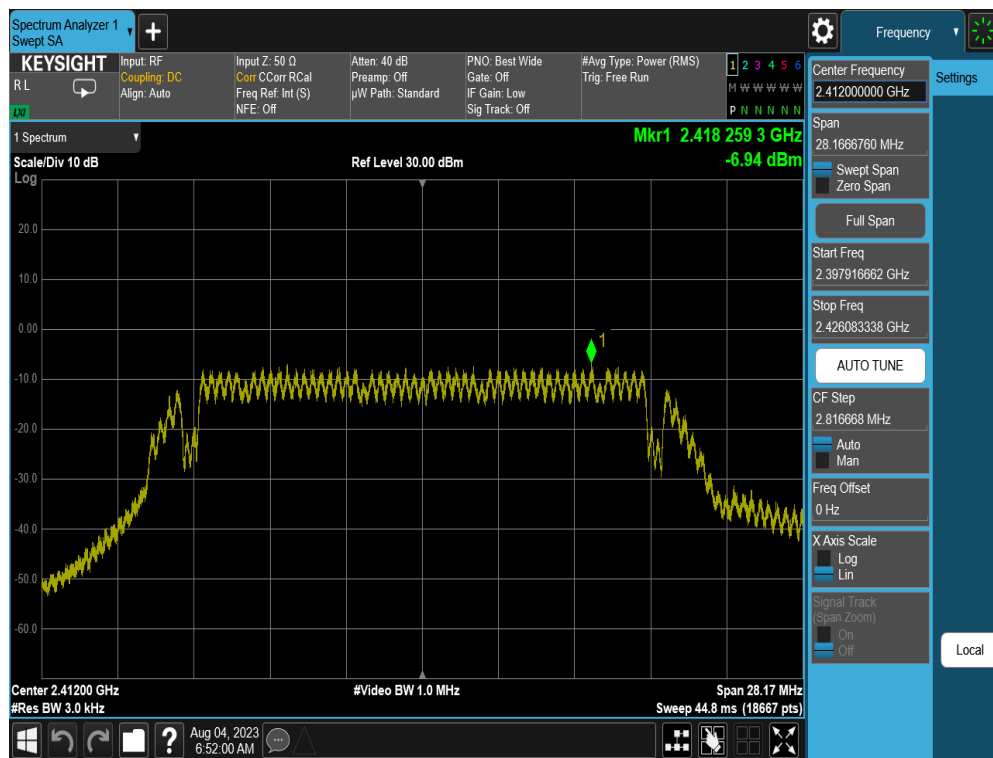 Spectrum Analyzer 1
Swept SA
Frequency
KEYSIGHT
R L
LXI
Input: RF
Coupling: DC
Align: Auto
Input Z: 50 Ω
Corr CCorr RCal
Freq Ref: Int (S)
NFE: Off
Atten: 40 dB
Preamp: Off
µW Path: Standard
PNO: Best Wide
Gate: Off
IF Gain: Low
Sig Track: Off
#Avg Type: Power (RMS)
Trig: Free Run
1 2 3 4 5 6
M W W W W W
P N N N N N
1 Spectrum
Mkr1 2.418 259 3 GHz
Scale/Div 10 dB
Ref Level 30.00 dBm
-6.94 dBm
Log
20.0
10.0
0.00
1
-10.0
-20.0
-30.0
-40.0
-50.0
-60.0
Center 2.41200 GHz
#Video BW 1.0 MHz
Span 28.17 MHz
#Res BW 3.0 kHz
Sweep 44.8 ms (18667 pts)
?
Aug 04, 2023
6:52:00 AM
Center Frequency
2.412000000 GHz
Span
28.1666760 MHz
Swept Span
Zero Span
Full Span
Start Freq
2.397916662 GHz
Stop Freq
2.426083338 GHz
AUTO TUNE
CF Step
2.816668 MHz
Auto
Man
Freq Offset
0 Hz
X Axis Scale
Log
Lin
Signal Track
(Span Zoom)
On
Off
Settings
Local